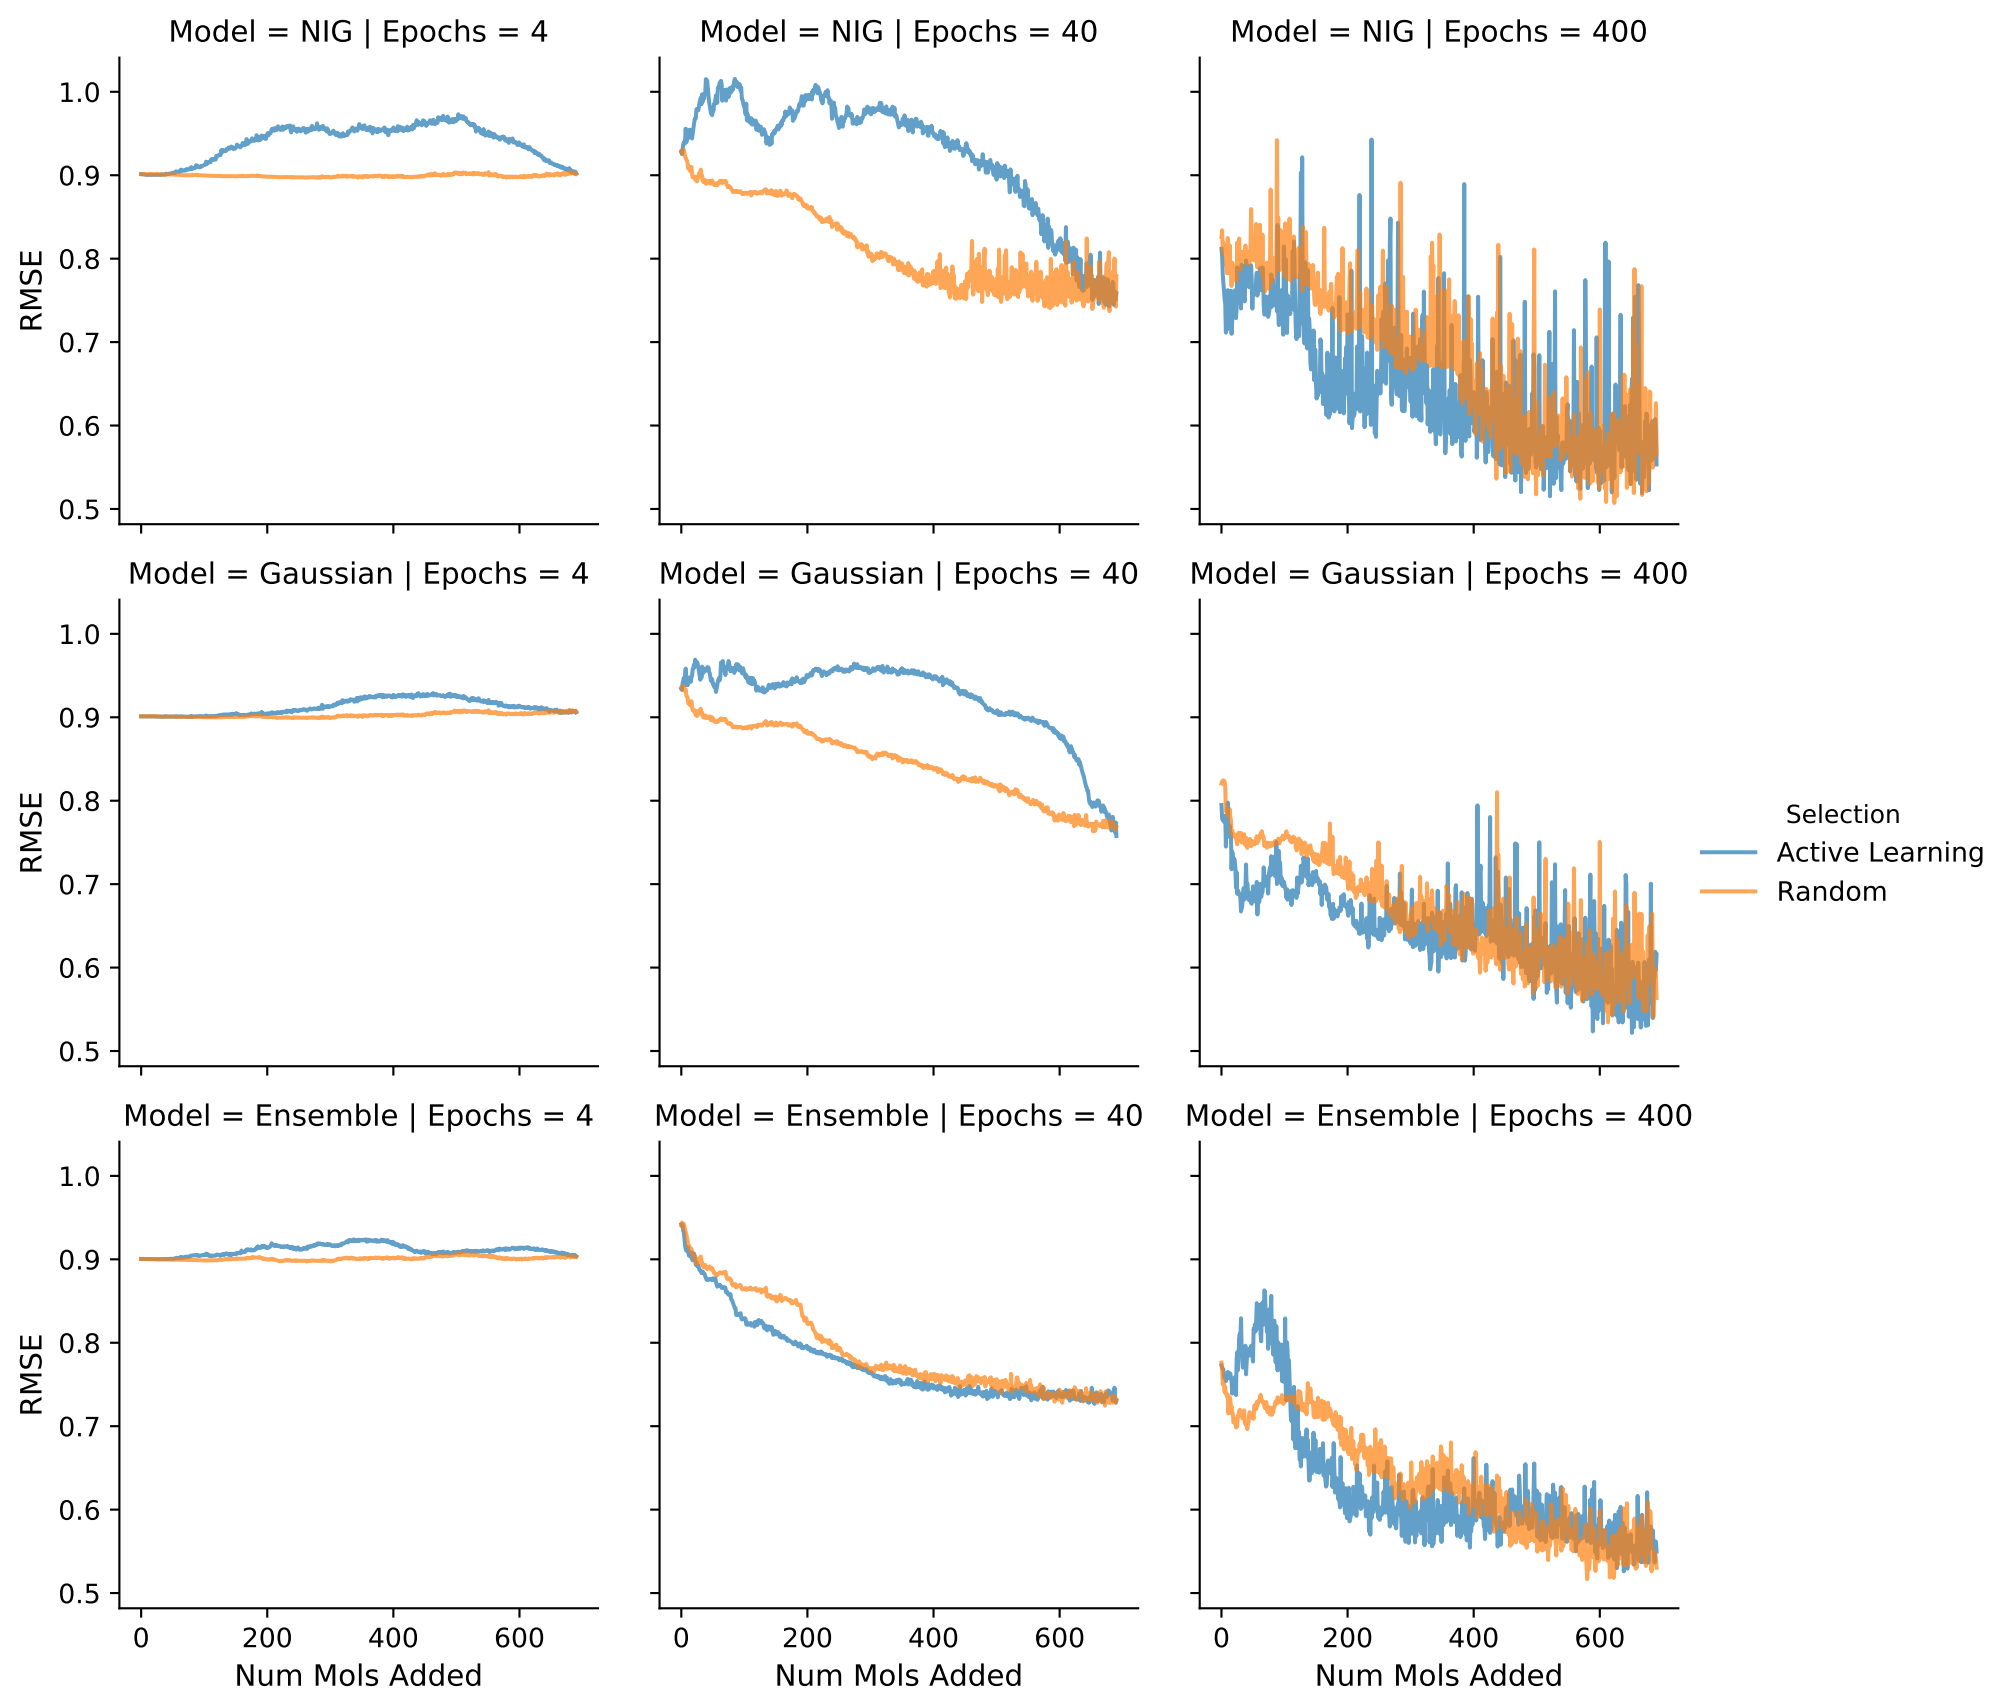 Model = NIG | Epochs = 4
Model = NIG | Epochs = 40
Model = NIG | Epochs = 400
RMSE
1.0
0.9
0.8
0.7
0.6
0.5
Model = Gaussian | Epochs = 4
Model = Gaussian | Epochs = 40
Model = Gaussian | Epochs = 400
RMSE
1.0
0.9
0.8
0.7
0.6
0.5
Selection
Active Learning
Random
Model = Ensemble | Epochs = 4
Model = Ensemble | Epochs = 40
Model = Ensemble | Epochs = 400
RMSE
1.0
0.9
0.8
0.7
0.6
0.5
0 200 400 600
0 200 400 600
0 200 400 600
Num Mols Added
Num Mols Added
Num Mols Added